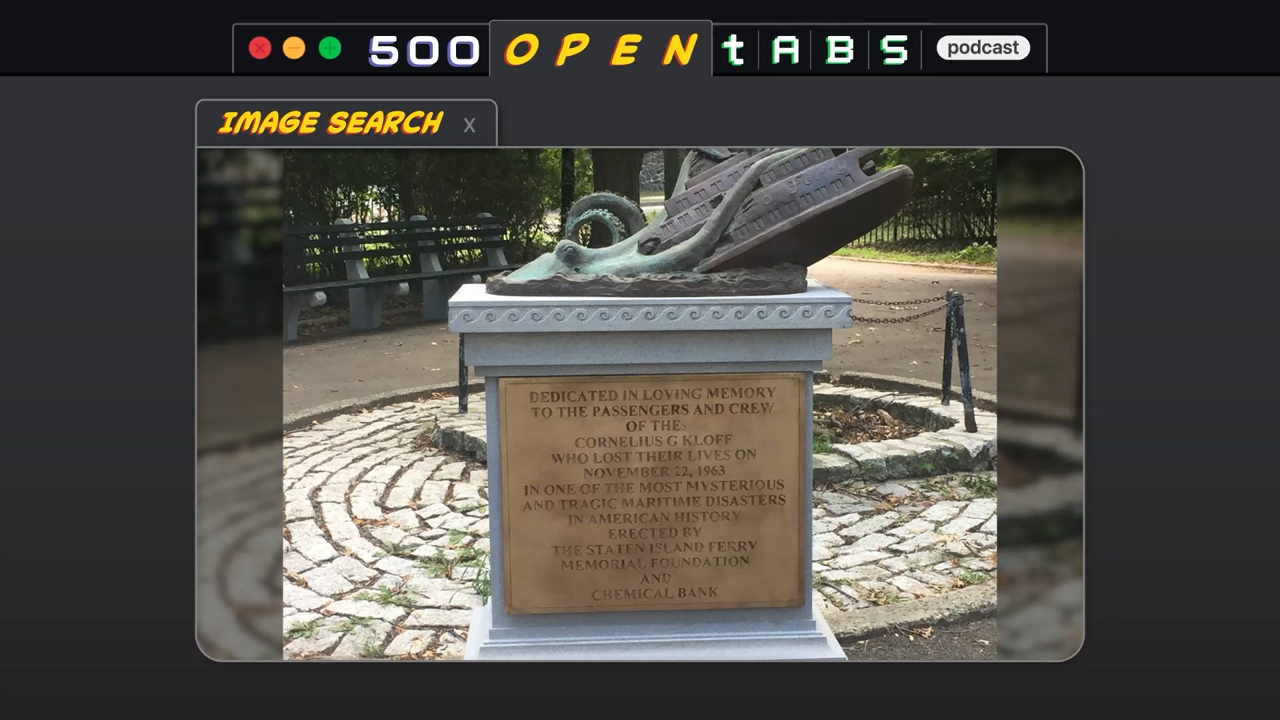 500 OPEN tABS podcast
IMAGE SEARCH X
Ferry
DEDICATED IN LOVING MEMORY
TO THE PASSENGERS AND CREW
OF THE
CORNELIUS G KLOFF
WHO LOST THEIR LIVES ON
NOVEMBER 22, 1963
IN ONE OF THE MOST MYSTERIOUS
AND TRAGIC MARITIME DISASTERS
IN AMERICAN HISTORY
ERECTED BY
THE STATEN ISLAND FERRY
MEMORIAL FOUNDATION
AND
CHEMICAL BANK